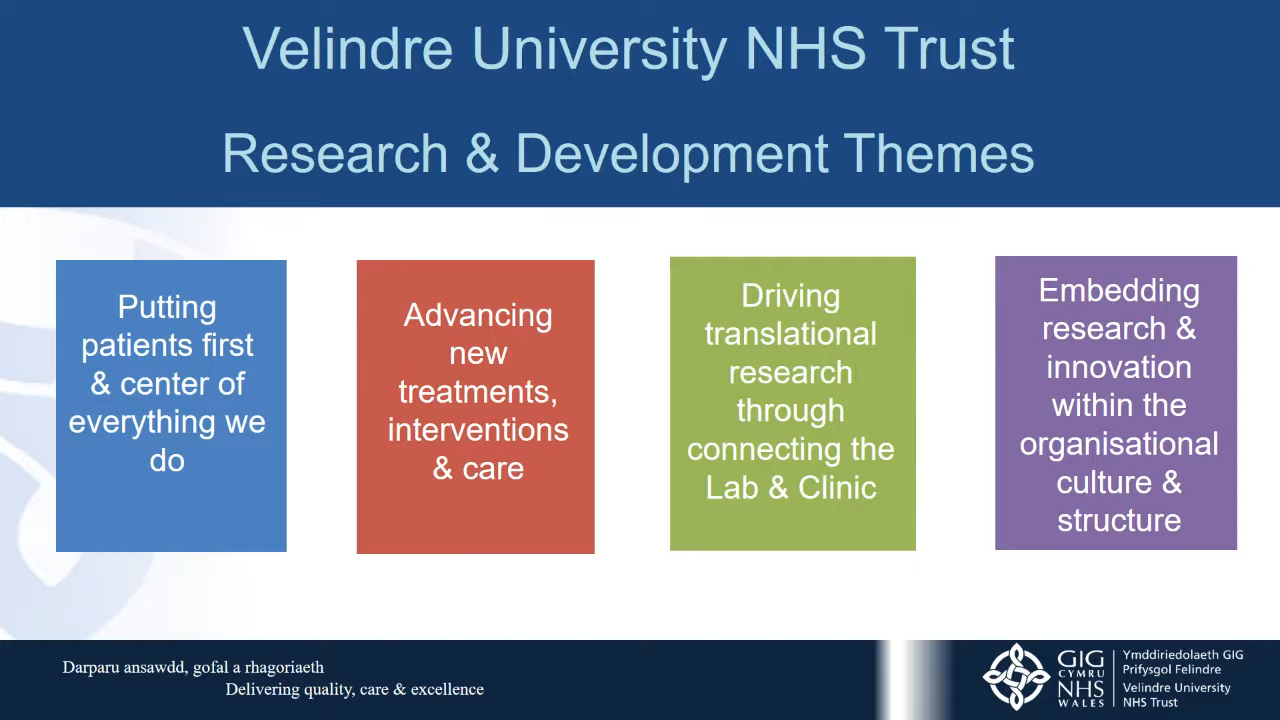 Velindre University NHS Trust
Research & Development Themes
Putting
patients first
& center of
everything we
do
Advancing
new
treatments,
interventions
& care
Driving
translational
research
through
connecting the
Lab & Clinic
Embedding
research &
innovation
within the
organisational
culture &
structure
Darparu ansawdd, gofal a rhagoriaeth
Delivering quality, care & excellence
GIG
CYMRU
NHS
WALES
Ymddiriedolaeth GIG
Prifysgol Felindre
Velindre University
NHS Trust